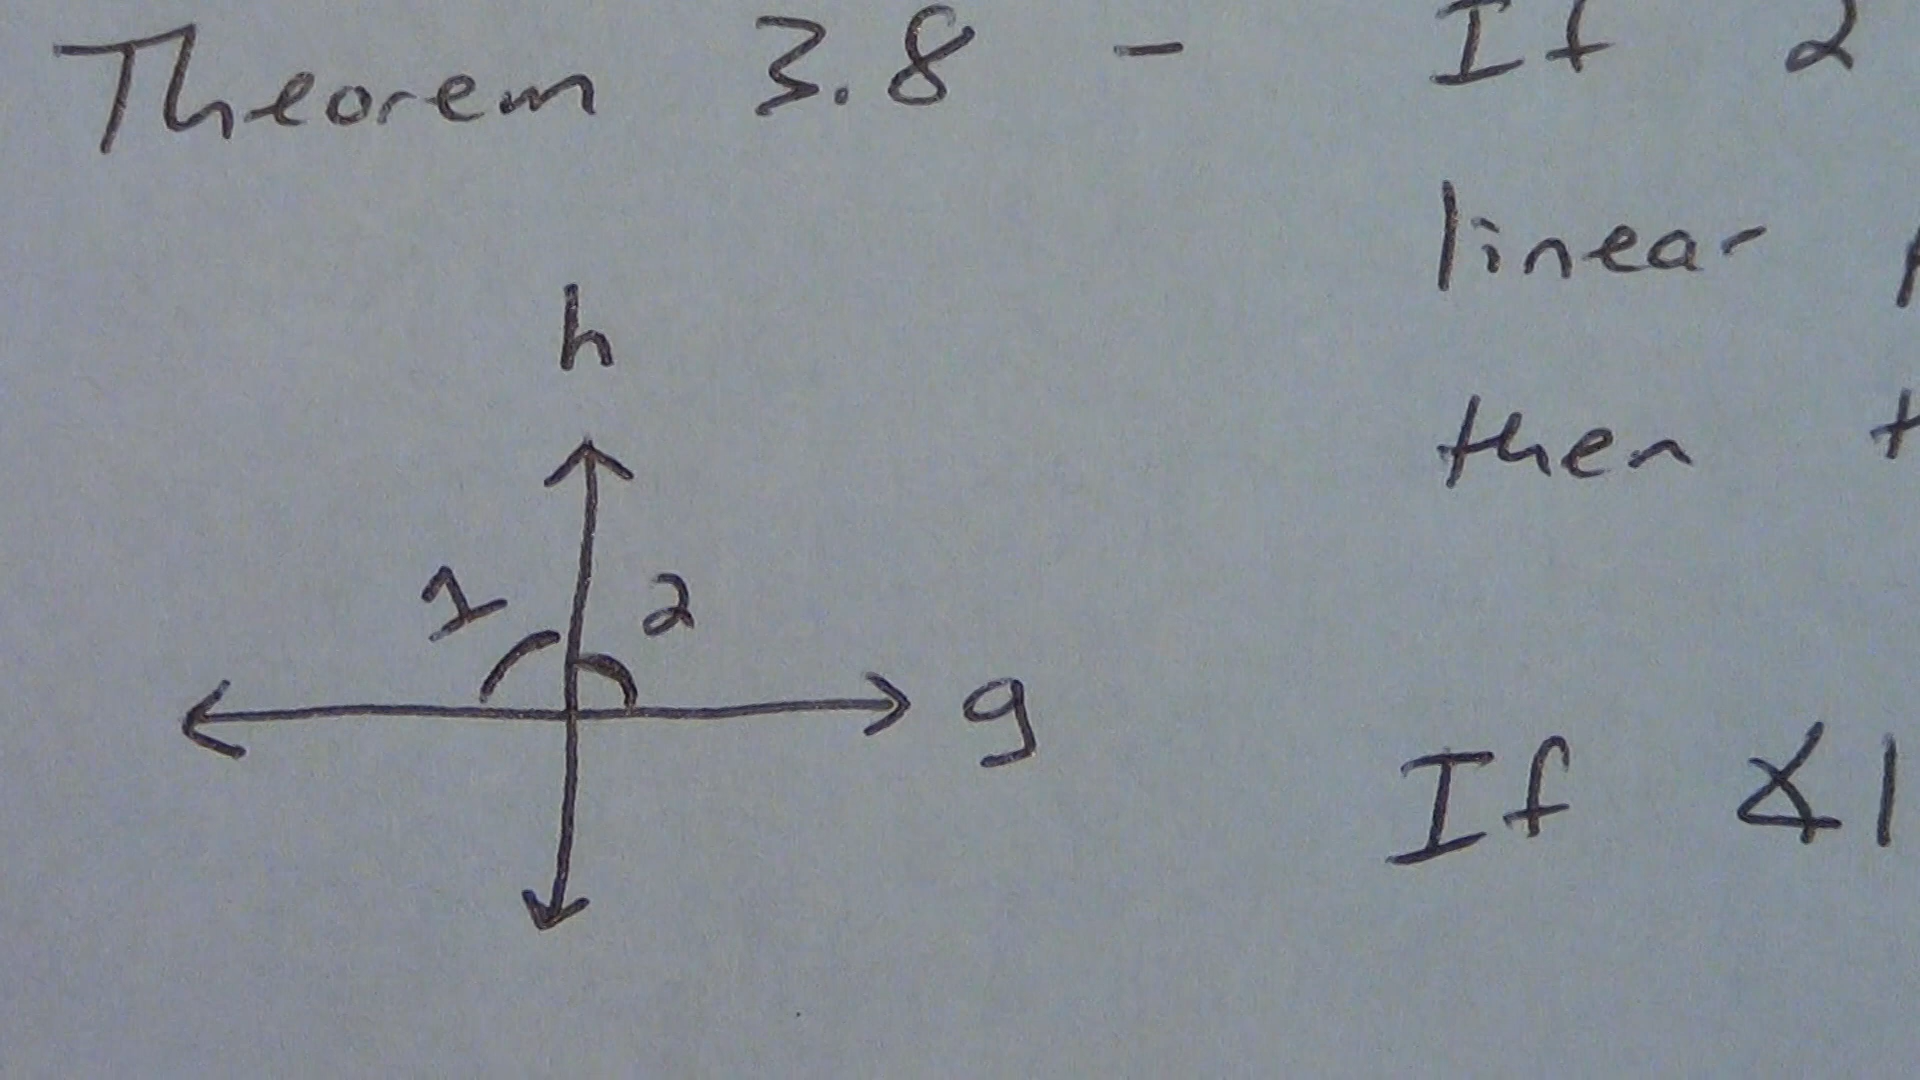 Theorem 3.8 - If 2
linear
then
h
1 2
g
If ∡1